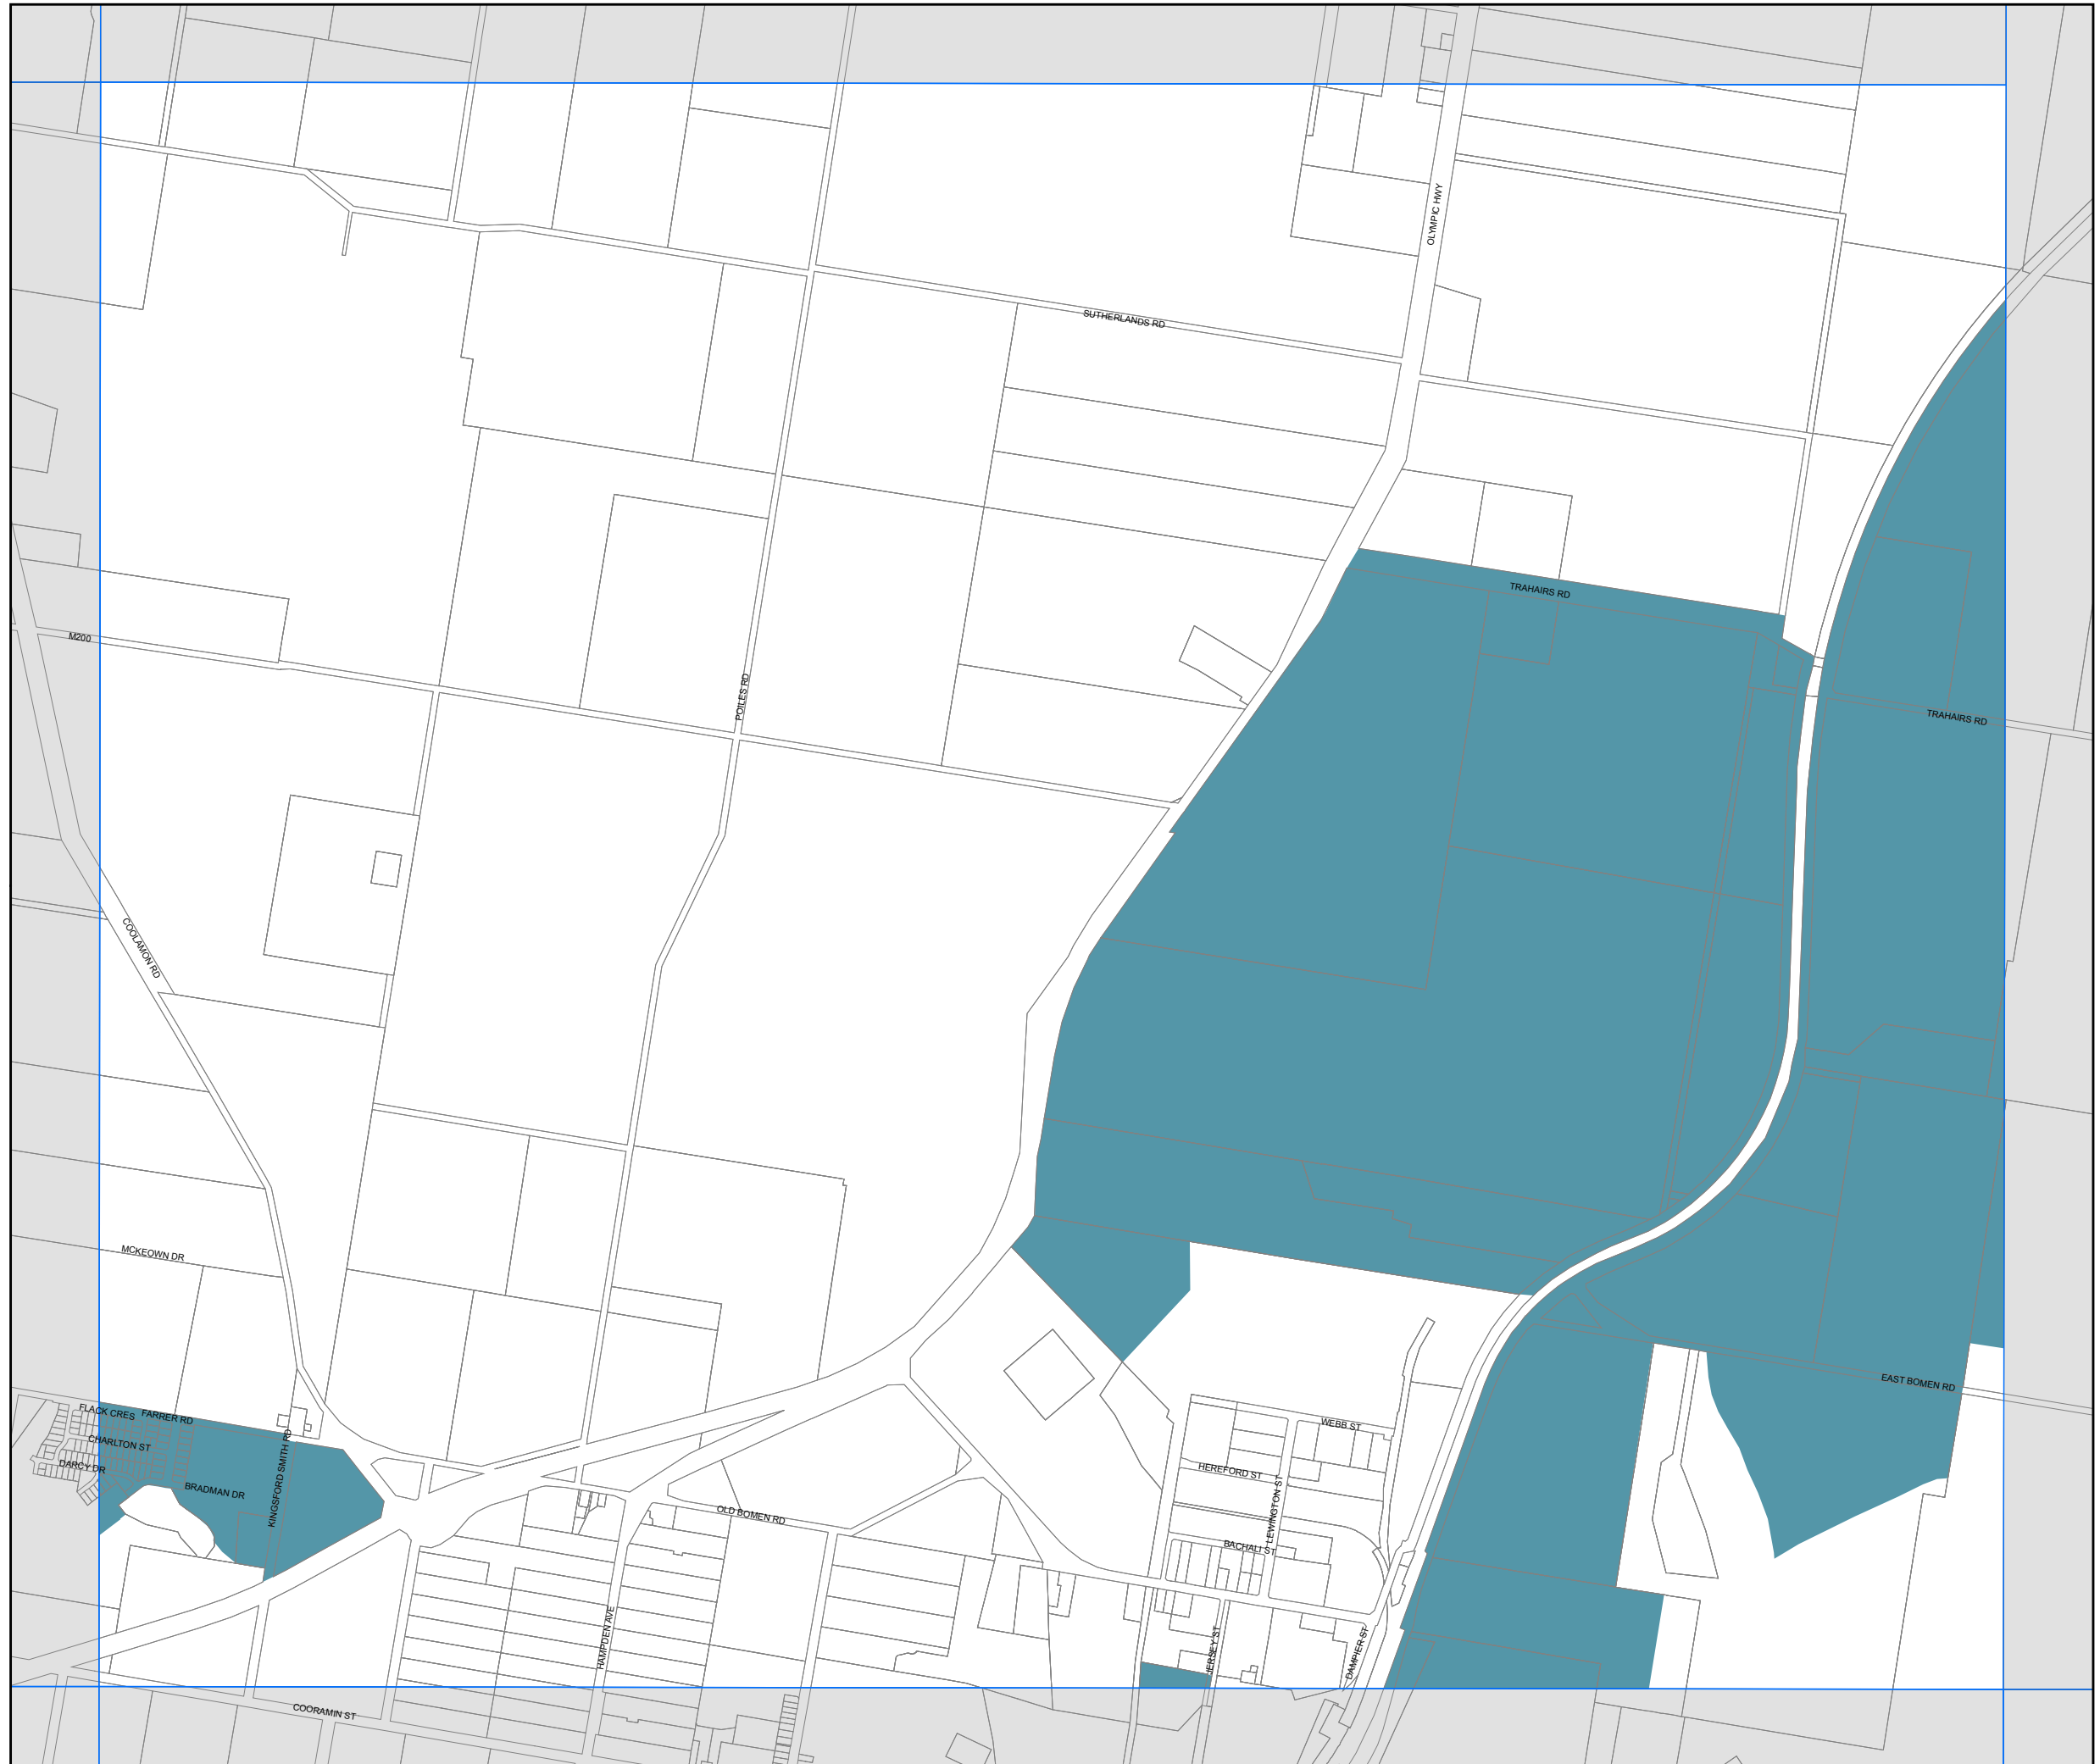 OLYMPIC HWY
SUTHERLANDS RD
TRAHAIRS RD
M200
POILES RD
TRAHAIRS RD
COOLAMON RD
MCKEOWN DR
EAST BOMEN RD
FLACK CRES
FARRER RD
WEBB ST
CHARLTON ST
DARCY DR
HEREFORD ST
BRADMAN DR
KINGSFORD SMITH RD
LEWINGTON ST
OLD BOMEN RD
BACHALI ST
HAMPDEN AVE
JERSEY ST
DAMPIER ST
COORAMIN ST